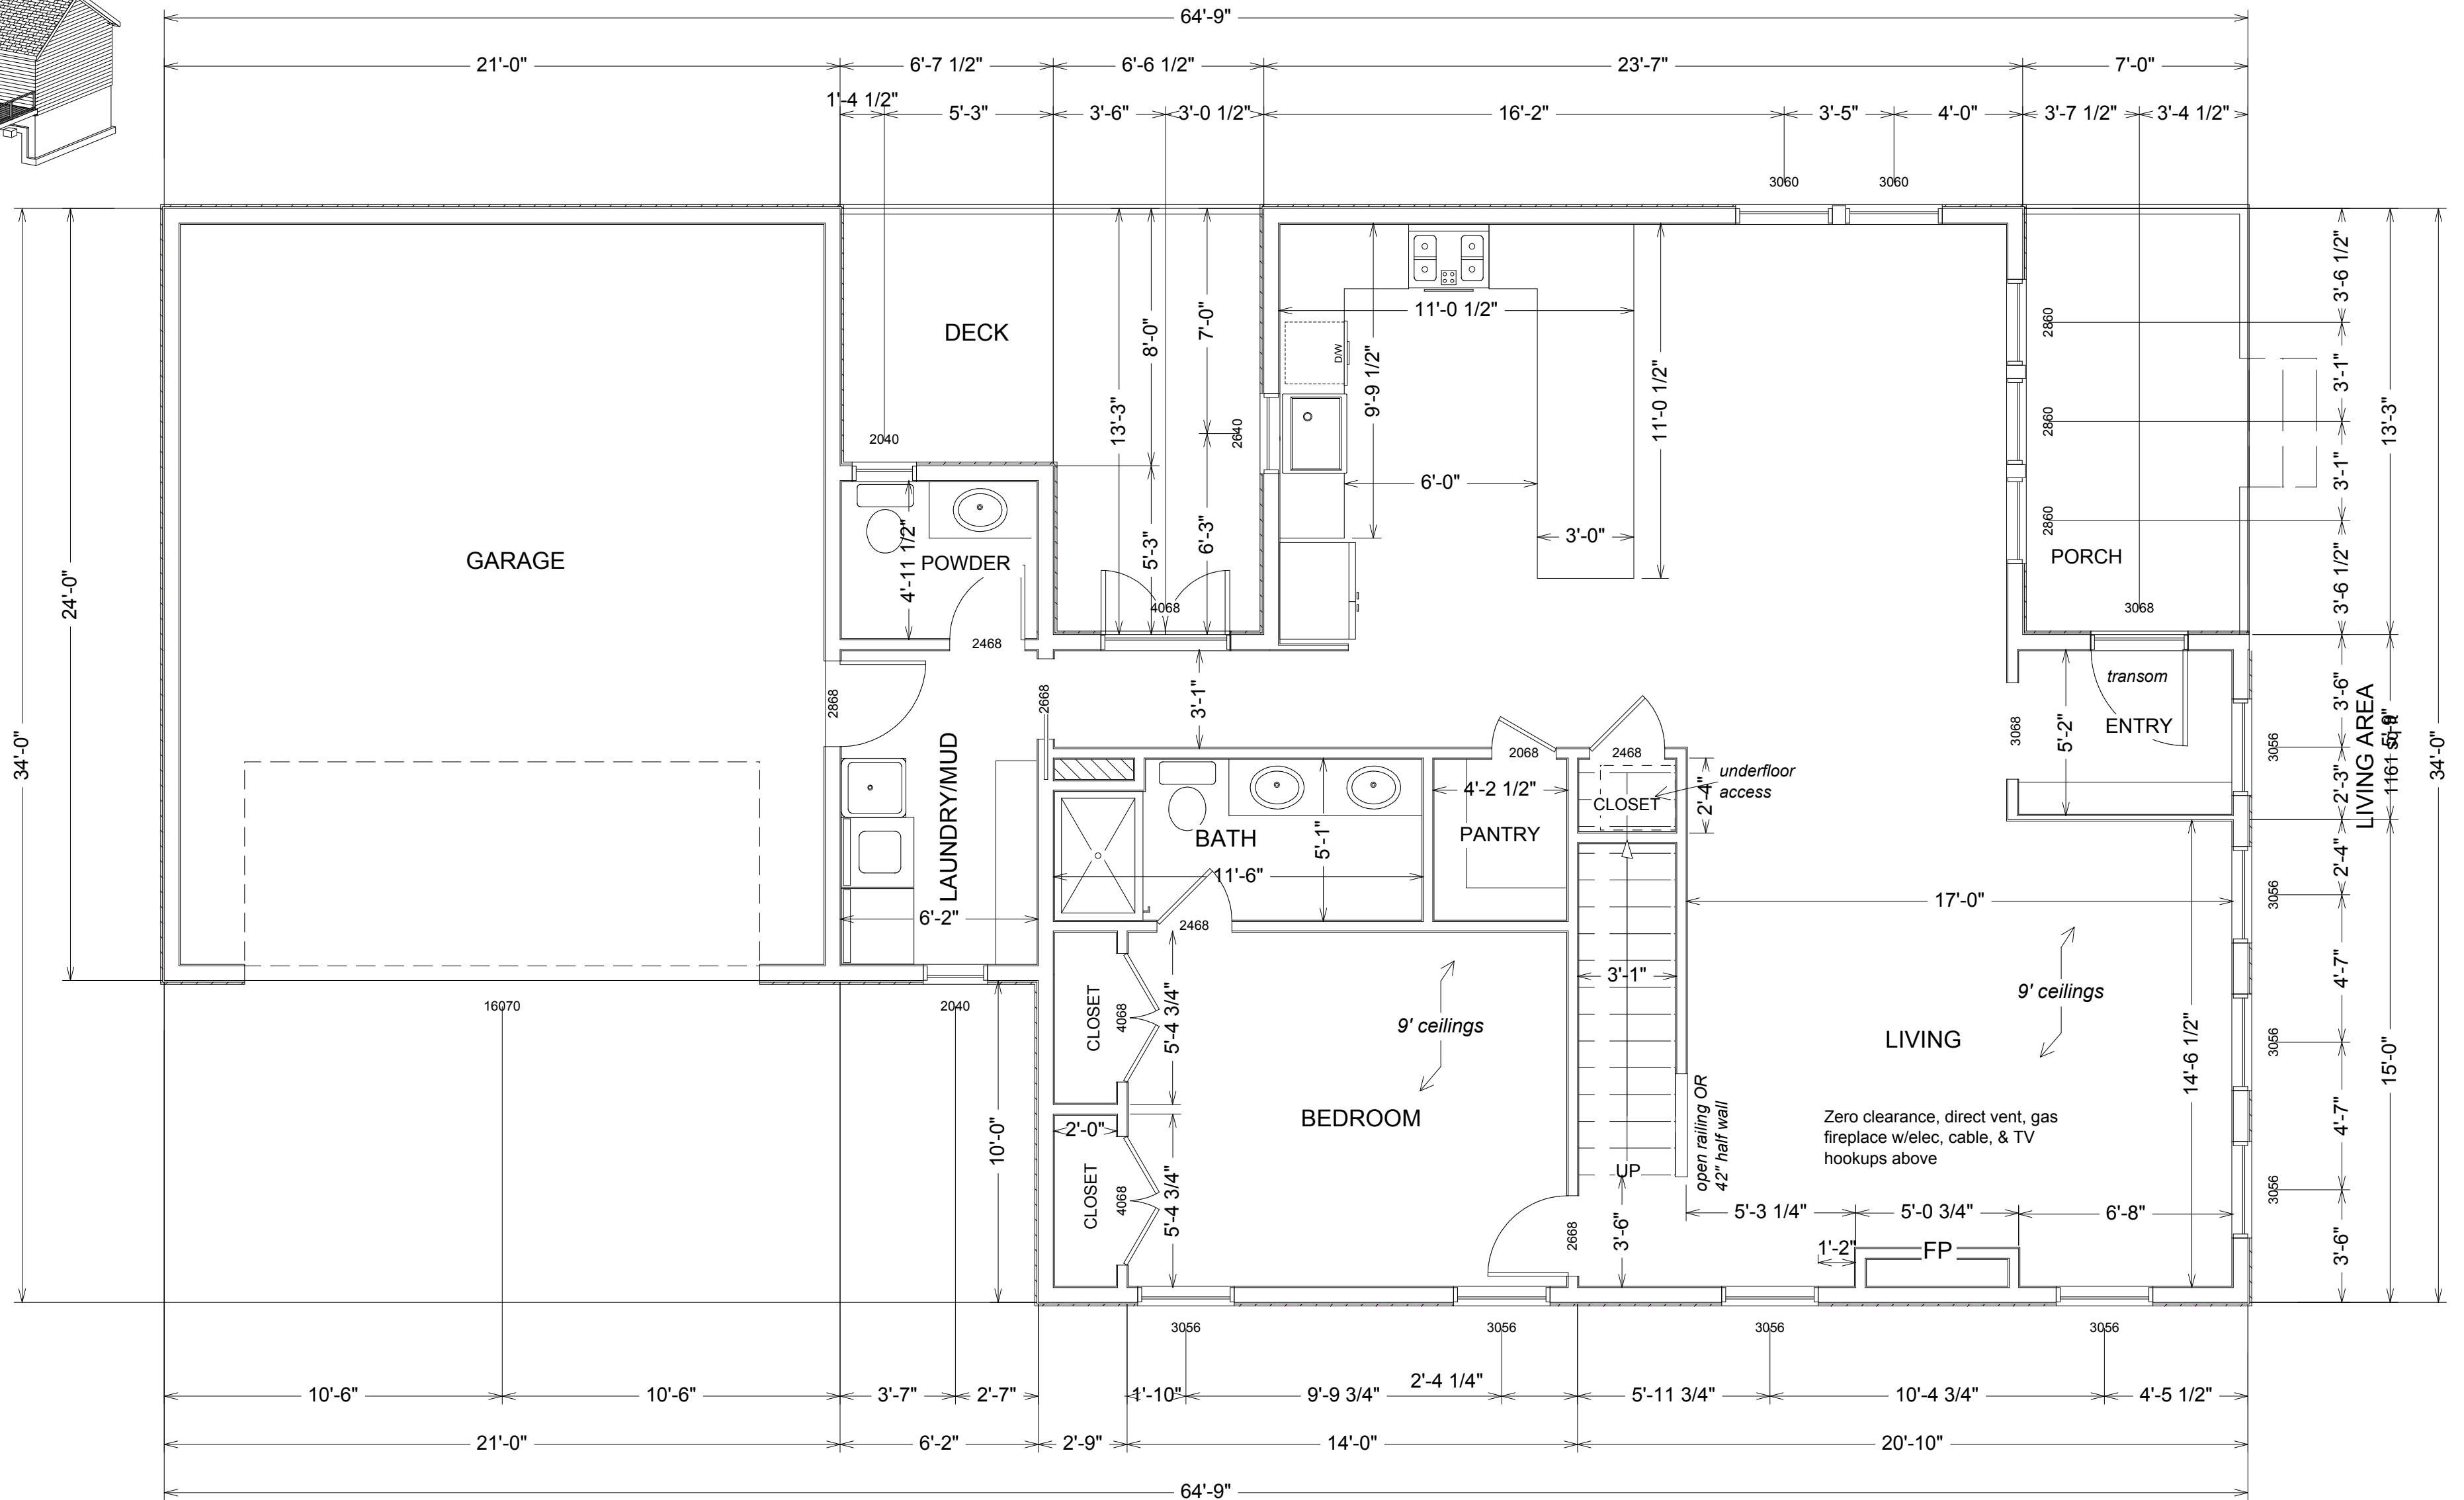 64'-9"
21'-0" 6'-7 1/2" 6'-6 1/2" 23'-7" 7'-0"
1'-4 1/2" 5'-3" 3'-6" 3'-0 1/2" 16'-2" 3'-5" 4'-0" 3'-7 1/2" 3'-4 1/2"
3060 3060
3'-6 1/2"
7'-0"
8'-0"
11'-0 1/2"
2860
DECK
D/W
9'-9 1/2"
3'-1"
11'-0 1/2"
13'-3"
13'-3"
2040
2640
2860
3'-1"
6'-0"
2860
4'-11 1/2"
5'-3"
6'-3"
3'-0"
GARAGE
POWDER
PORCH
3'-6 1/2"
24'-0"
4068
3068
2468
transom
3'-6"
2868
2668
3'-1"
ENTRY
5'-2"
3068
3056
5'-9"
LIVING AREA
1161 sq ft
34'-0"
34'-0"
2068 2468
underfloor
access
LAUNDRY/MUD
4'-2 1/2"
CLOSET
2'-4"
2'-3"
BATH
5'-1"
PANTRY
2'-4"
11'-6"
3056
17'-0"
6'-2"
2468
3'-1"
4'-7"
9' ceilings
16070
2040
CLOSET
4068
5'-4 3/4"
9' ceilings
LIVING
3056
14'-6 1/2"
15'-0"
10'-0"
BEDROOM
Zero clearance, direct vent, gas
fireplace w/elec, cable, & TV
hookups above
open railing OR
42" half wall
4'-7"
2'-0"
UP
CLOSET
4068
5'-4 3/4"
3056
5'-3 1/4" 5'-0 3/4" 6'-8"
2668
3'-6"
1'-2"
FP
3'-6"
3056 3056 3056 3056
10'-6" 10'-6" 3'-7" 2'-7" 1'-10" 9'-9 3/4" 2'-4 1/4" 5'-11 3/4" 10'-4 3/4" 4'-5 1/2"
21'-0" 6'-2" 2'-9" 14'-0" 20'-10"
64'-9"